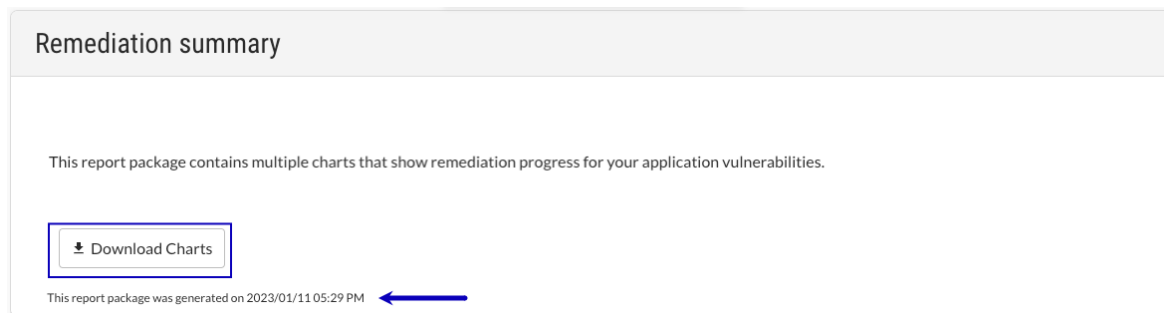 Remediation summary
This report package contains multiple charts that show remediation progress for your application vulnerabilities.
Download Charts
This report package was generated on 2023/01/11 05:29 PM